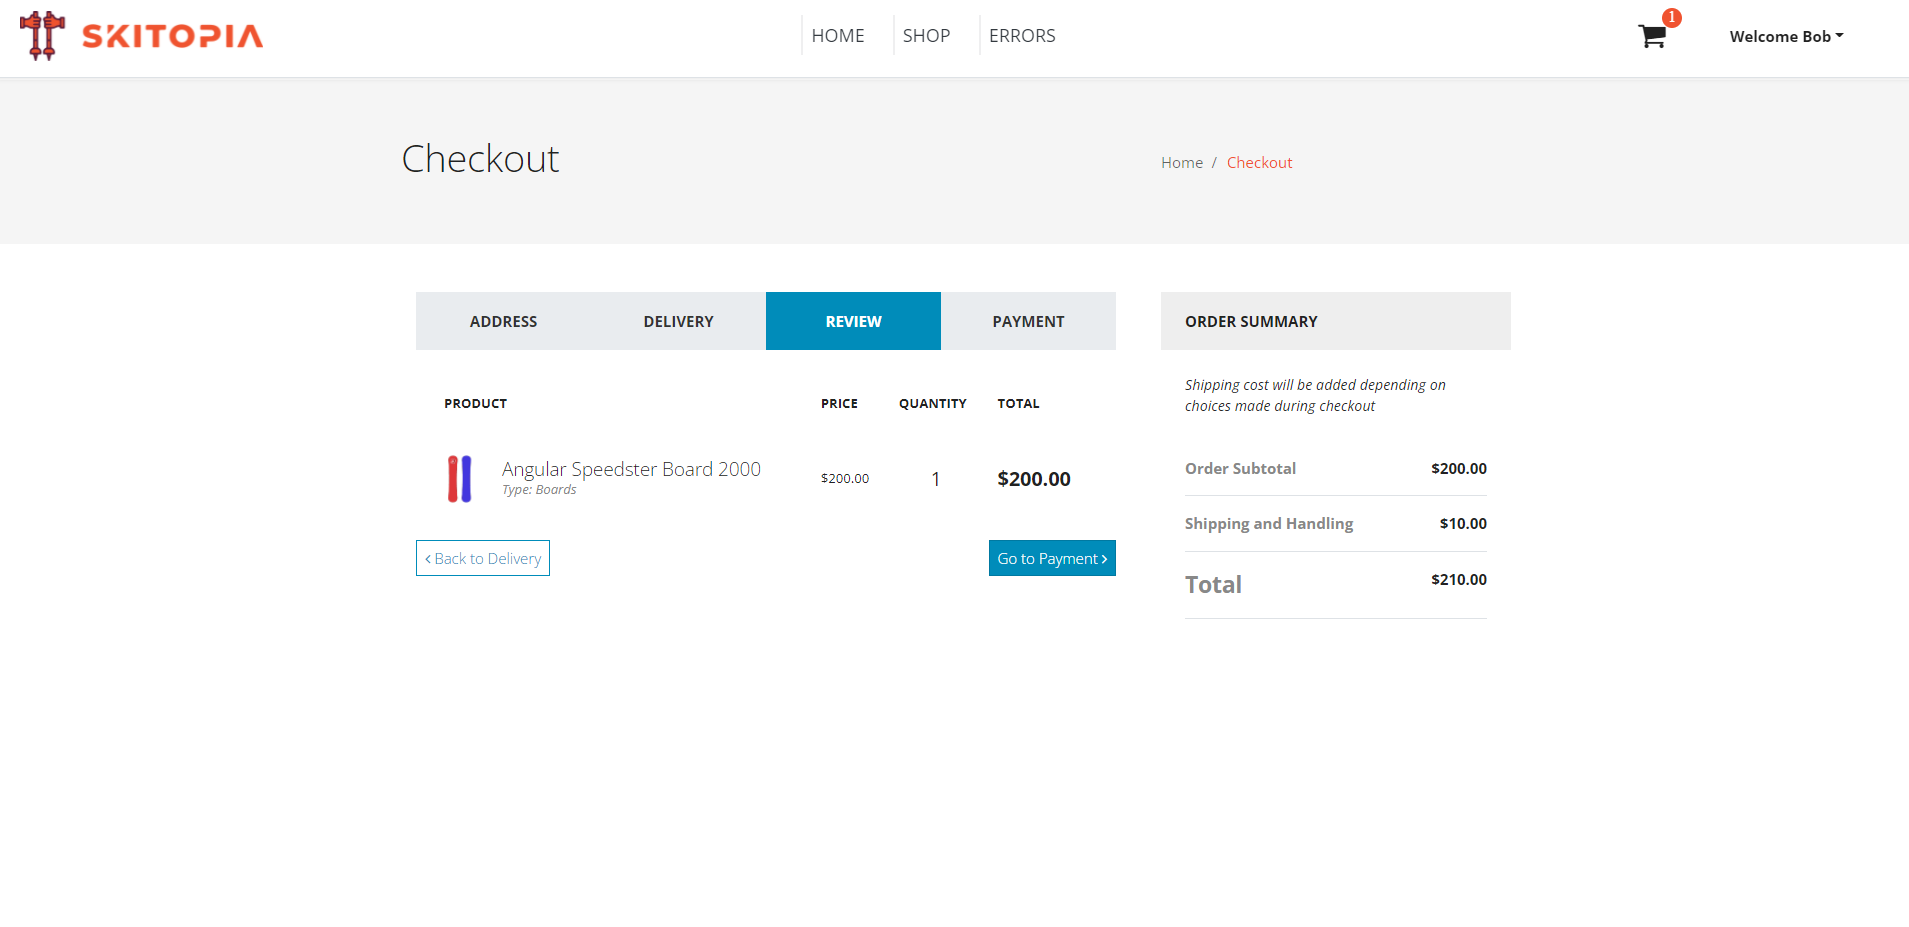 SKITOPIA
HOME
SHOP
ERRORS
1
Welcome Bob
Checkout
Home / Checkout
ADDRESS
DELIVERY
REVIEW
PAYMENT
PRODUCT
PRICE
QUANTITY
TOTAL
Angular Speedster Board 2000
Type: Boards
$200.00
1
$200.00
Back to Delivery
Go to Payment
ORDER SUMMARY
Shipping cost will be added depending on
choices made during checkout
Order Subtotal
$200.00
Shipping and Handling
$10.00
Total
$210.00